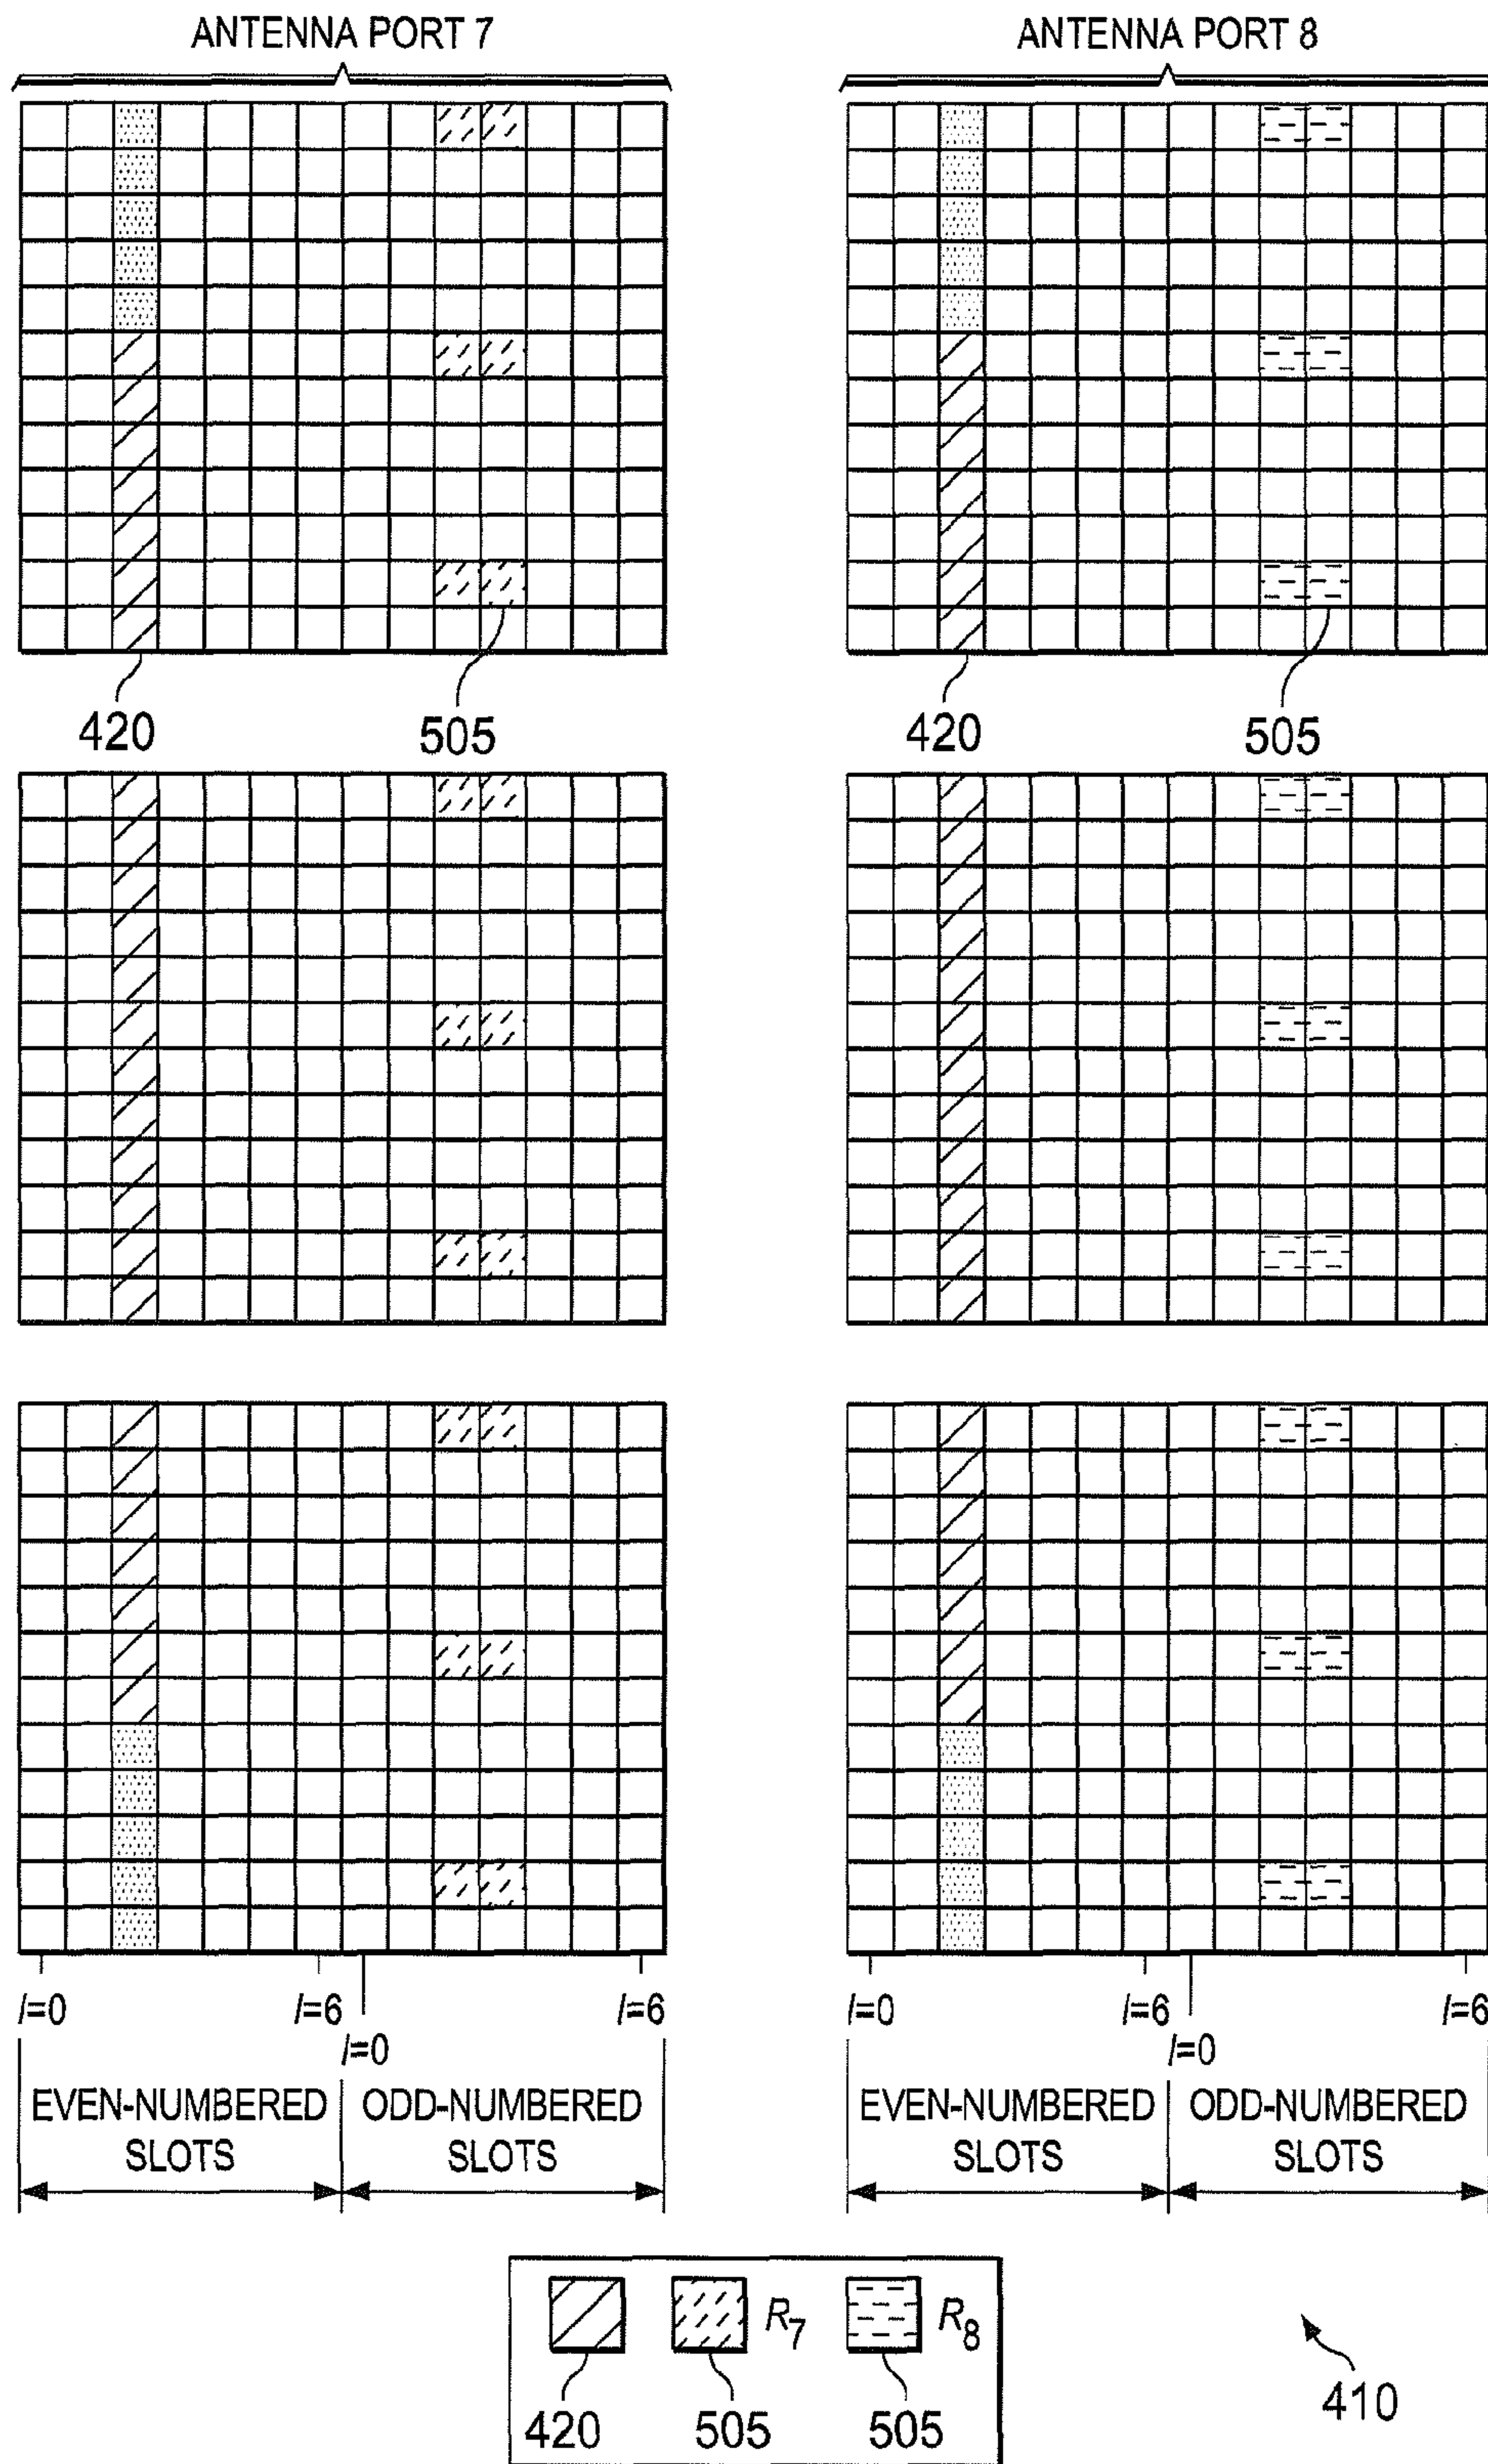 ANTENNA PORT 7
ANTENNA PORT 8
420
505
420
505
l=0
l=6
l=0
l=6
l=0
l=6
l=0
l=6
EVEN-NUMBERED
SLOTS
ODD-NUMBERED
SLOTS
EVEN-NUMBERED
SLOTS
ODD-NUMBERED
SLOTS
R7
R8
420
505
505
410